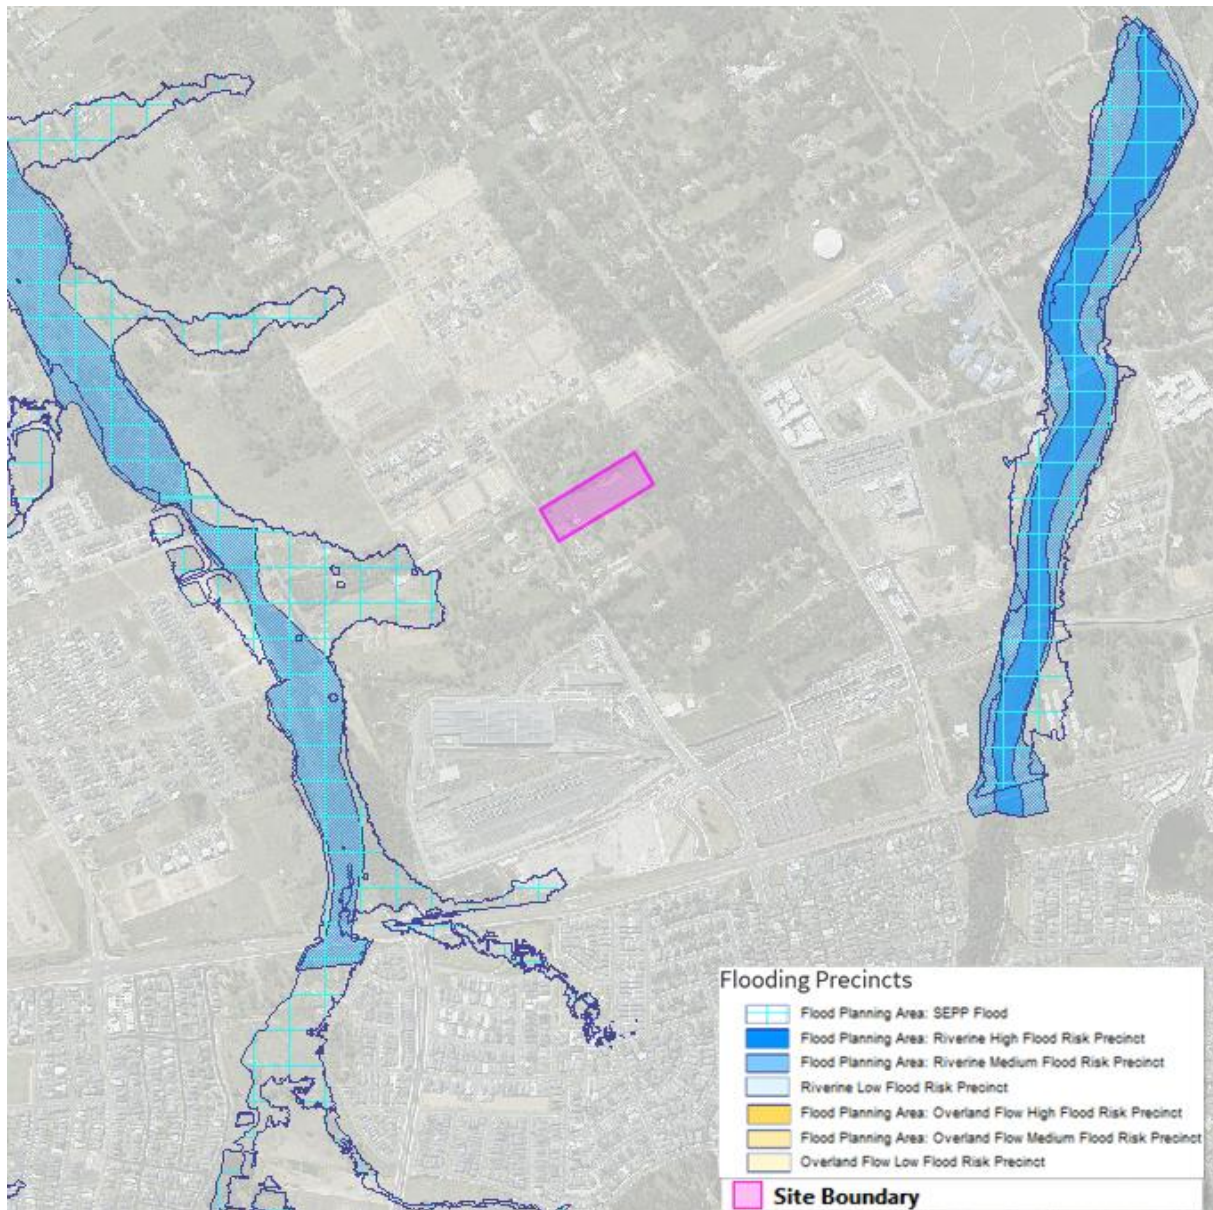 Flooding Precincts
Flood Planning Area: SEPP Flood
Flood Planning Area: Riverine High Flood Risk Precinct
Flood Planning Area: Riverine Medium Flood Risk Precinct
Riverine Low Flood Risk Precinct
Flood Planning Area: Overland Flow High Flood Risk Precinct
Flood Planning Area: Overland Flow Medium Flood Risk Precinct
Overland Flow Low Flood Risk Precinct
Site Boundary